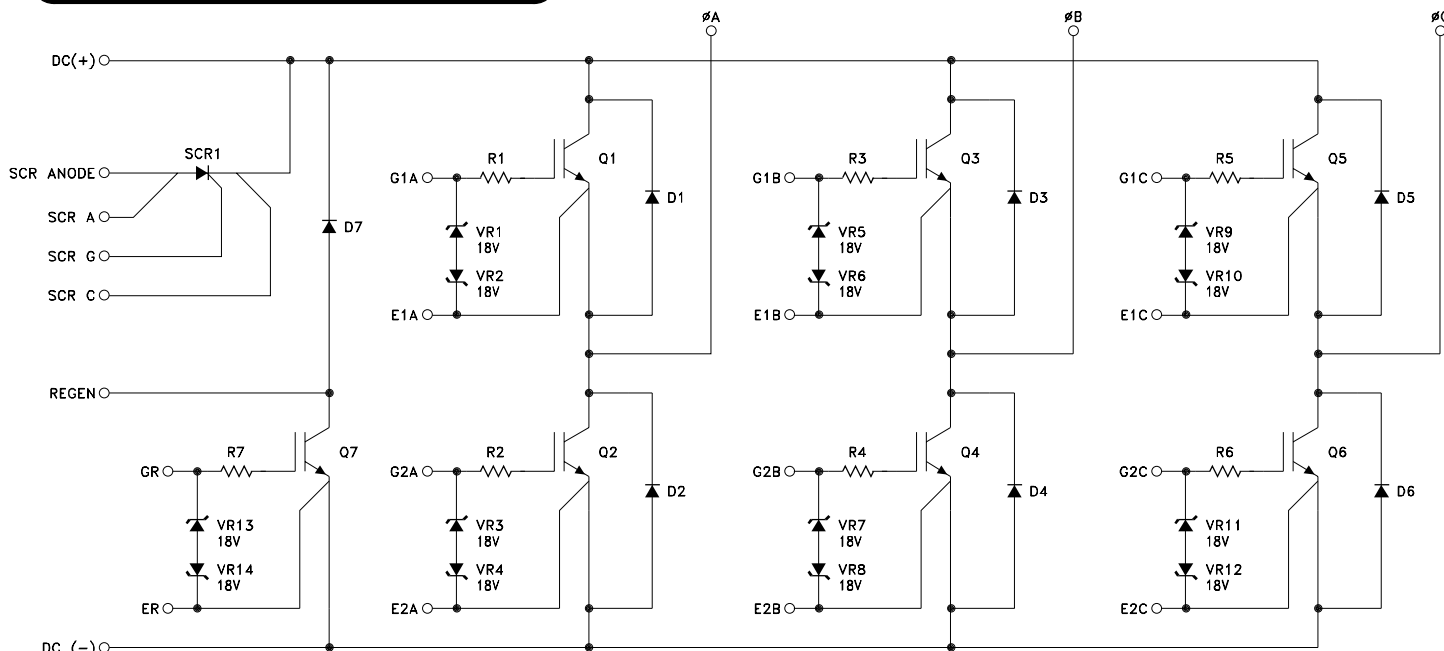 øA
øB
øC
DC(+)
SCR1
SCR ANODE
SCR A
SCR G
SCR C
D7
R1
Q1
G1A
D1
VR1
18V
VR2
18V
E1A
R3
Q3
G1B
D3
VR5
18V
VR6
18V
E1B
R5
Q5
G1C
D5
VR9
18V
VR10
18V
E1C
REGEN
R7
Q7
GR
VR13
18V
VR14
18V
ER
R2
Q2
G2A
D2
VR3
18V
VR4
18V
E2A
R4
Q4
G2B
D4
VR7
18V
VR8
18V
E2B
R6
Q6
G2C
D6
VR11
18V
VR12
18V
E2C
DC (-)